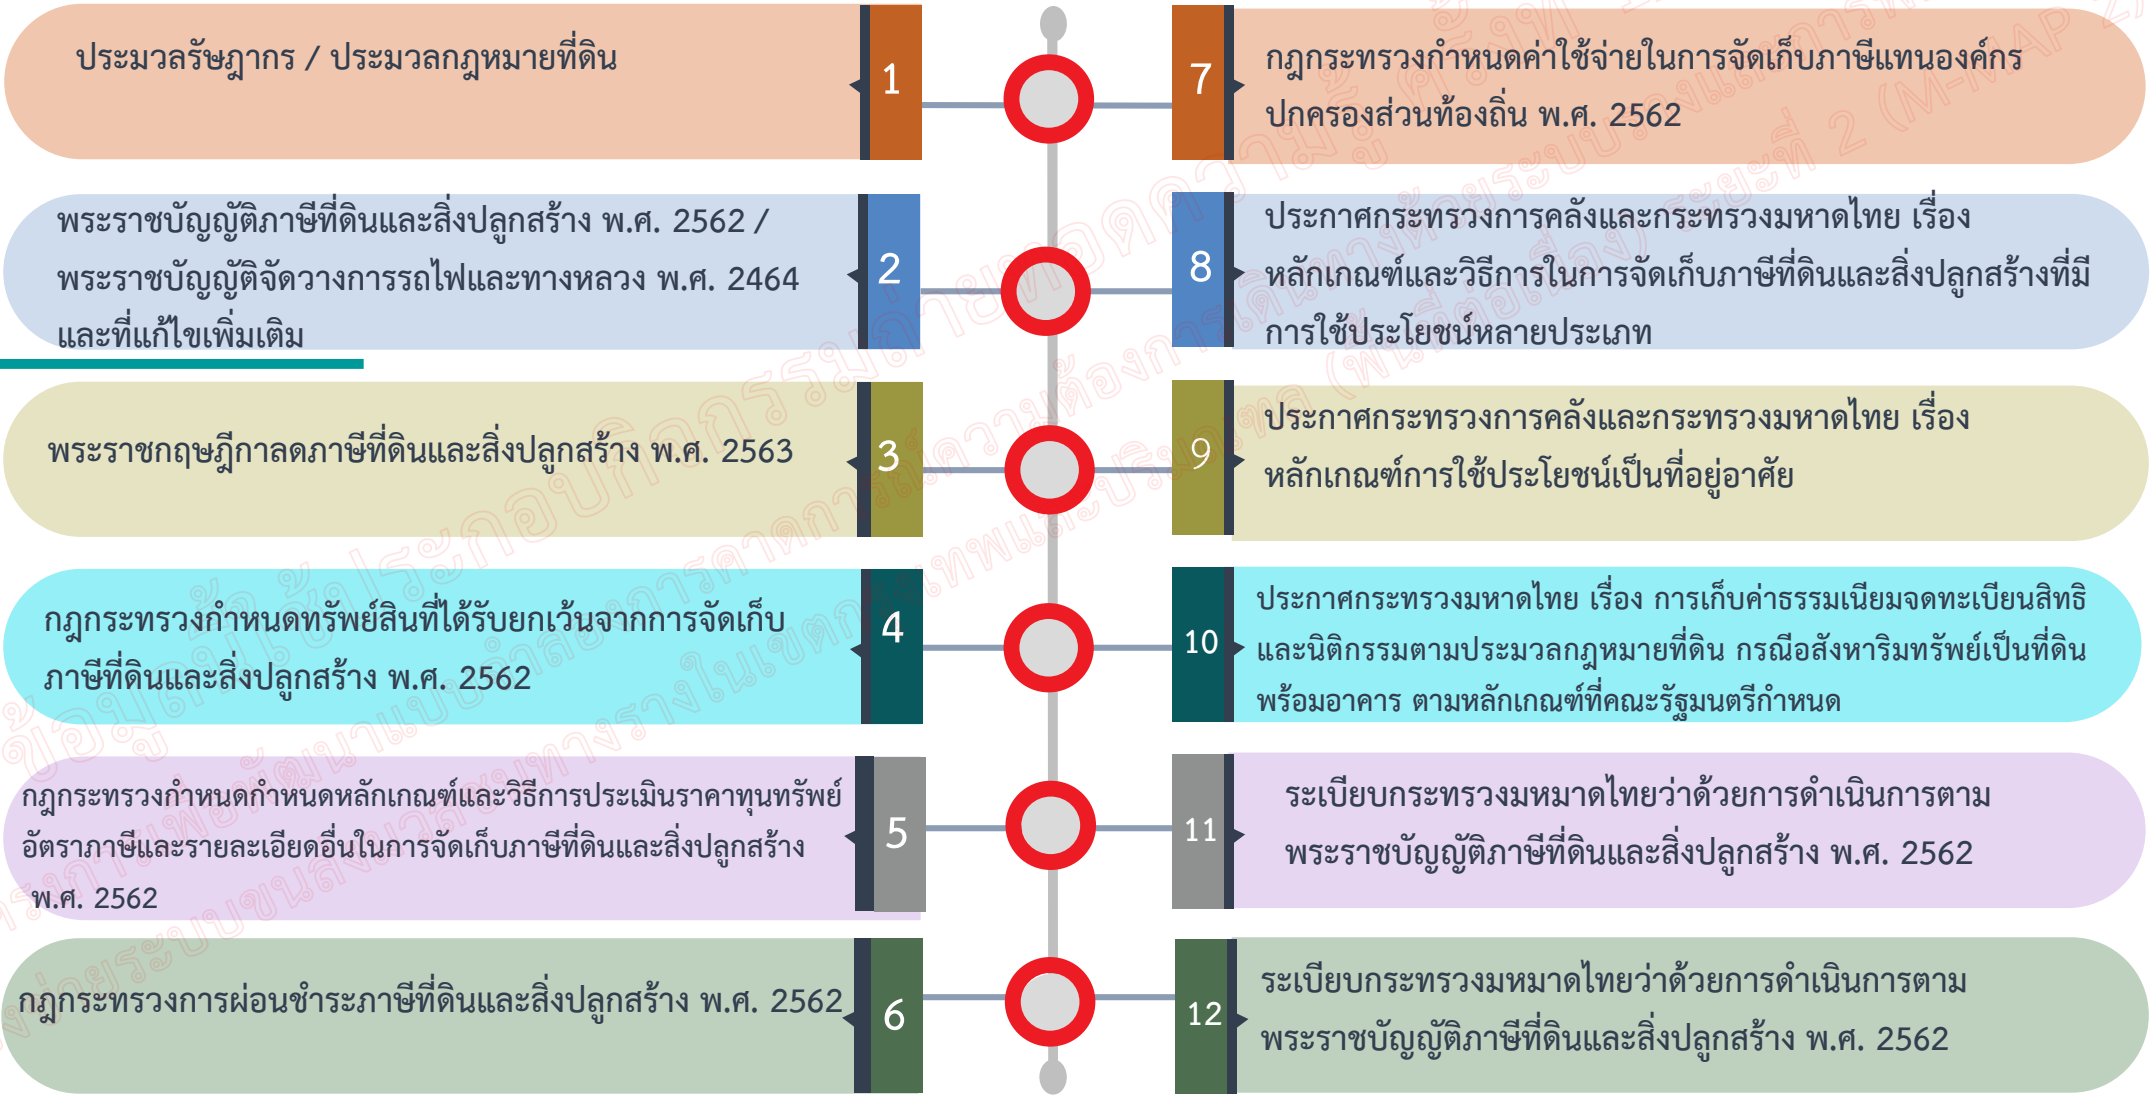 ประมวลรัษฎากร / ประมวลกฎหมายที่ดิน
1
พระราชบัญญัติภาษีที่ดินและสิ่งปลูกสร้าง พ.ศ. 2562 /
พระราชบัญญัติจัดวางการรถไฟและทางหลวง พ.ศ. 2464
และที่แก้ไขเพิ่มเติม
2
พระราชกฤษฎีกาลดภาษีที่ดินและสิ่งปลูกสร้าง พ.ศ. 2563
3
กฎกระทรวงกำหนดทรัพย์สินที่ได้รับยกเว้นจากการจัดเก็บ
ภาษีที่ดินและสิ่งปลูกสร้าง พ.ศ. 2562
4
กฎกระทรวงกำหนดกำหนดหลักเกณฑ์และวิธีการประเมินราคาทุนทรัพย์
อัตราภาษีและรายละเอียดอื่นในการจัดเก็บภาษีที่ดินและสิ่งปลูกสร้าง
พ.ศ. 2562
5
กฎกระทรวงการผ่อนชำระภาษีที่ดินและสิ่งปลูกสร้าง พ.ศ. 2562
6
7
กฎกระทรวงกำหนดค่าใช้จ่ายในการจัดเก็บภาษีแทนองค์กร
ปกครองส่วนท้องถิ่น พ.ศ. 2562
8
ประกาศกระทรวงการคลังและกระทรวงมหาดไทย เรื่อง
หลักเกณฑ์และวิธีการในการจัดเก็บภาษีที่ดินและสิ่งปลูกสร้างที่มี
การใช้ประโยชน์หลายประเภท
9
ประกาศกระทรวงการคลังและกระทรวงมหาดไทย เรื่อง
หลักเกณฑ์การใช้ประโยชน์เป็นที่อยู่อาศัย
10
ประกาศกระทรวงมหาดไทย เรื่อง การเก็บค่าธรรมเนียมจดทะเบียนสิทธิ
และนิติกรรมตามประมวลกฎหมายที่ดิน กรณีอสังหาริมทรัพย์เป็นที่ดิน
พร้อมอาคาร ตามหลักเกณฑ์ที่คณะรัฐมนตรีกำหนด
11
ระเบียบกระทรวงมหมาดไทยว่าด้วยการดำเนินการตาม
พระราชบัญญัติภาษีที่ดินและสิ่งปลูกสร้าง พ.ศ. 2562
12
ระเบียบกระทรวงมหมาดไทยว่าด้วยการดำเนินการตาม
พระราชบัญญัติภาษีที่ดินและสิ่งปลูกสร้าง พ.ศ. 2562